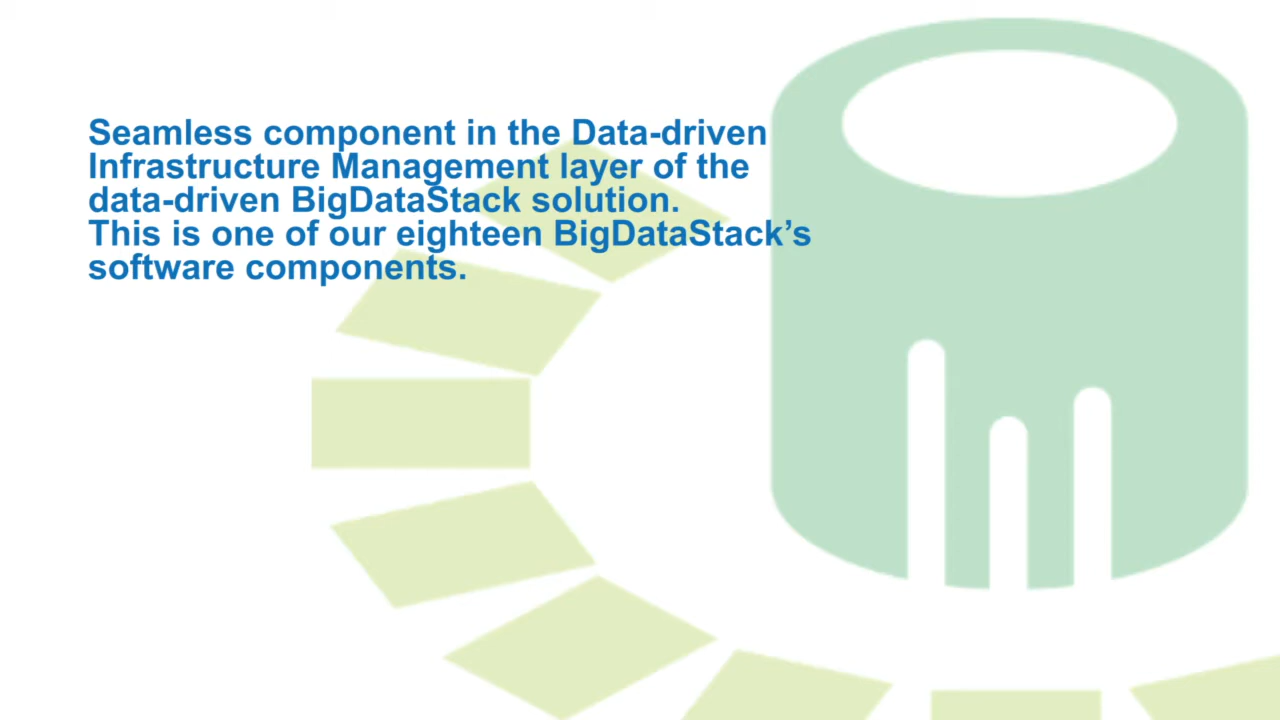 Seamless component in the Data-driven
Infrastructure Management layer of the
data-driven BigDataStack solution.
This is one of our eighteen BigDataStack’s
software components.